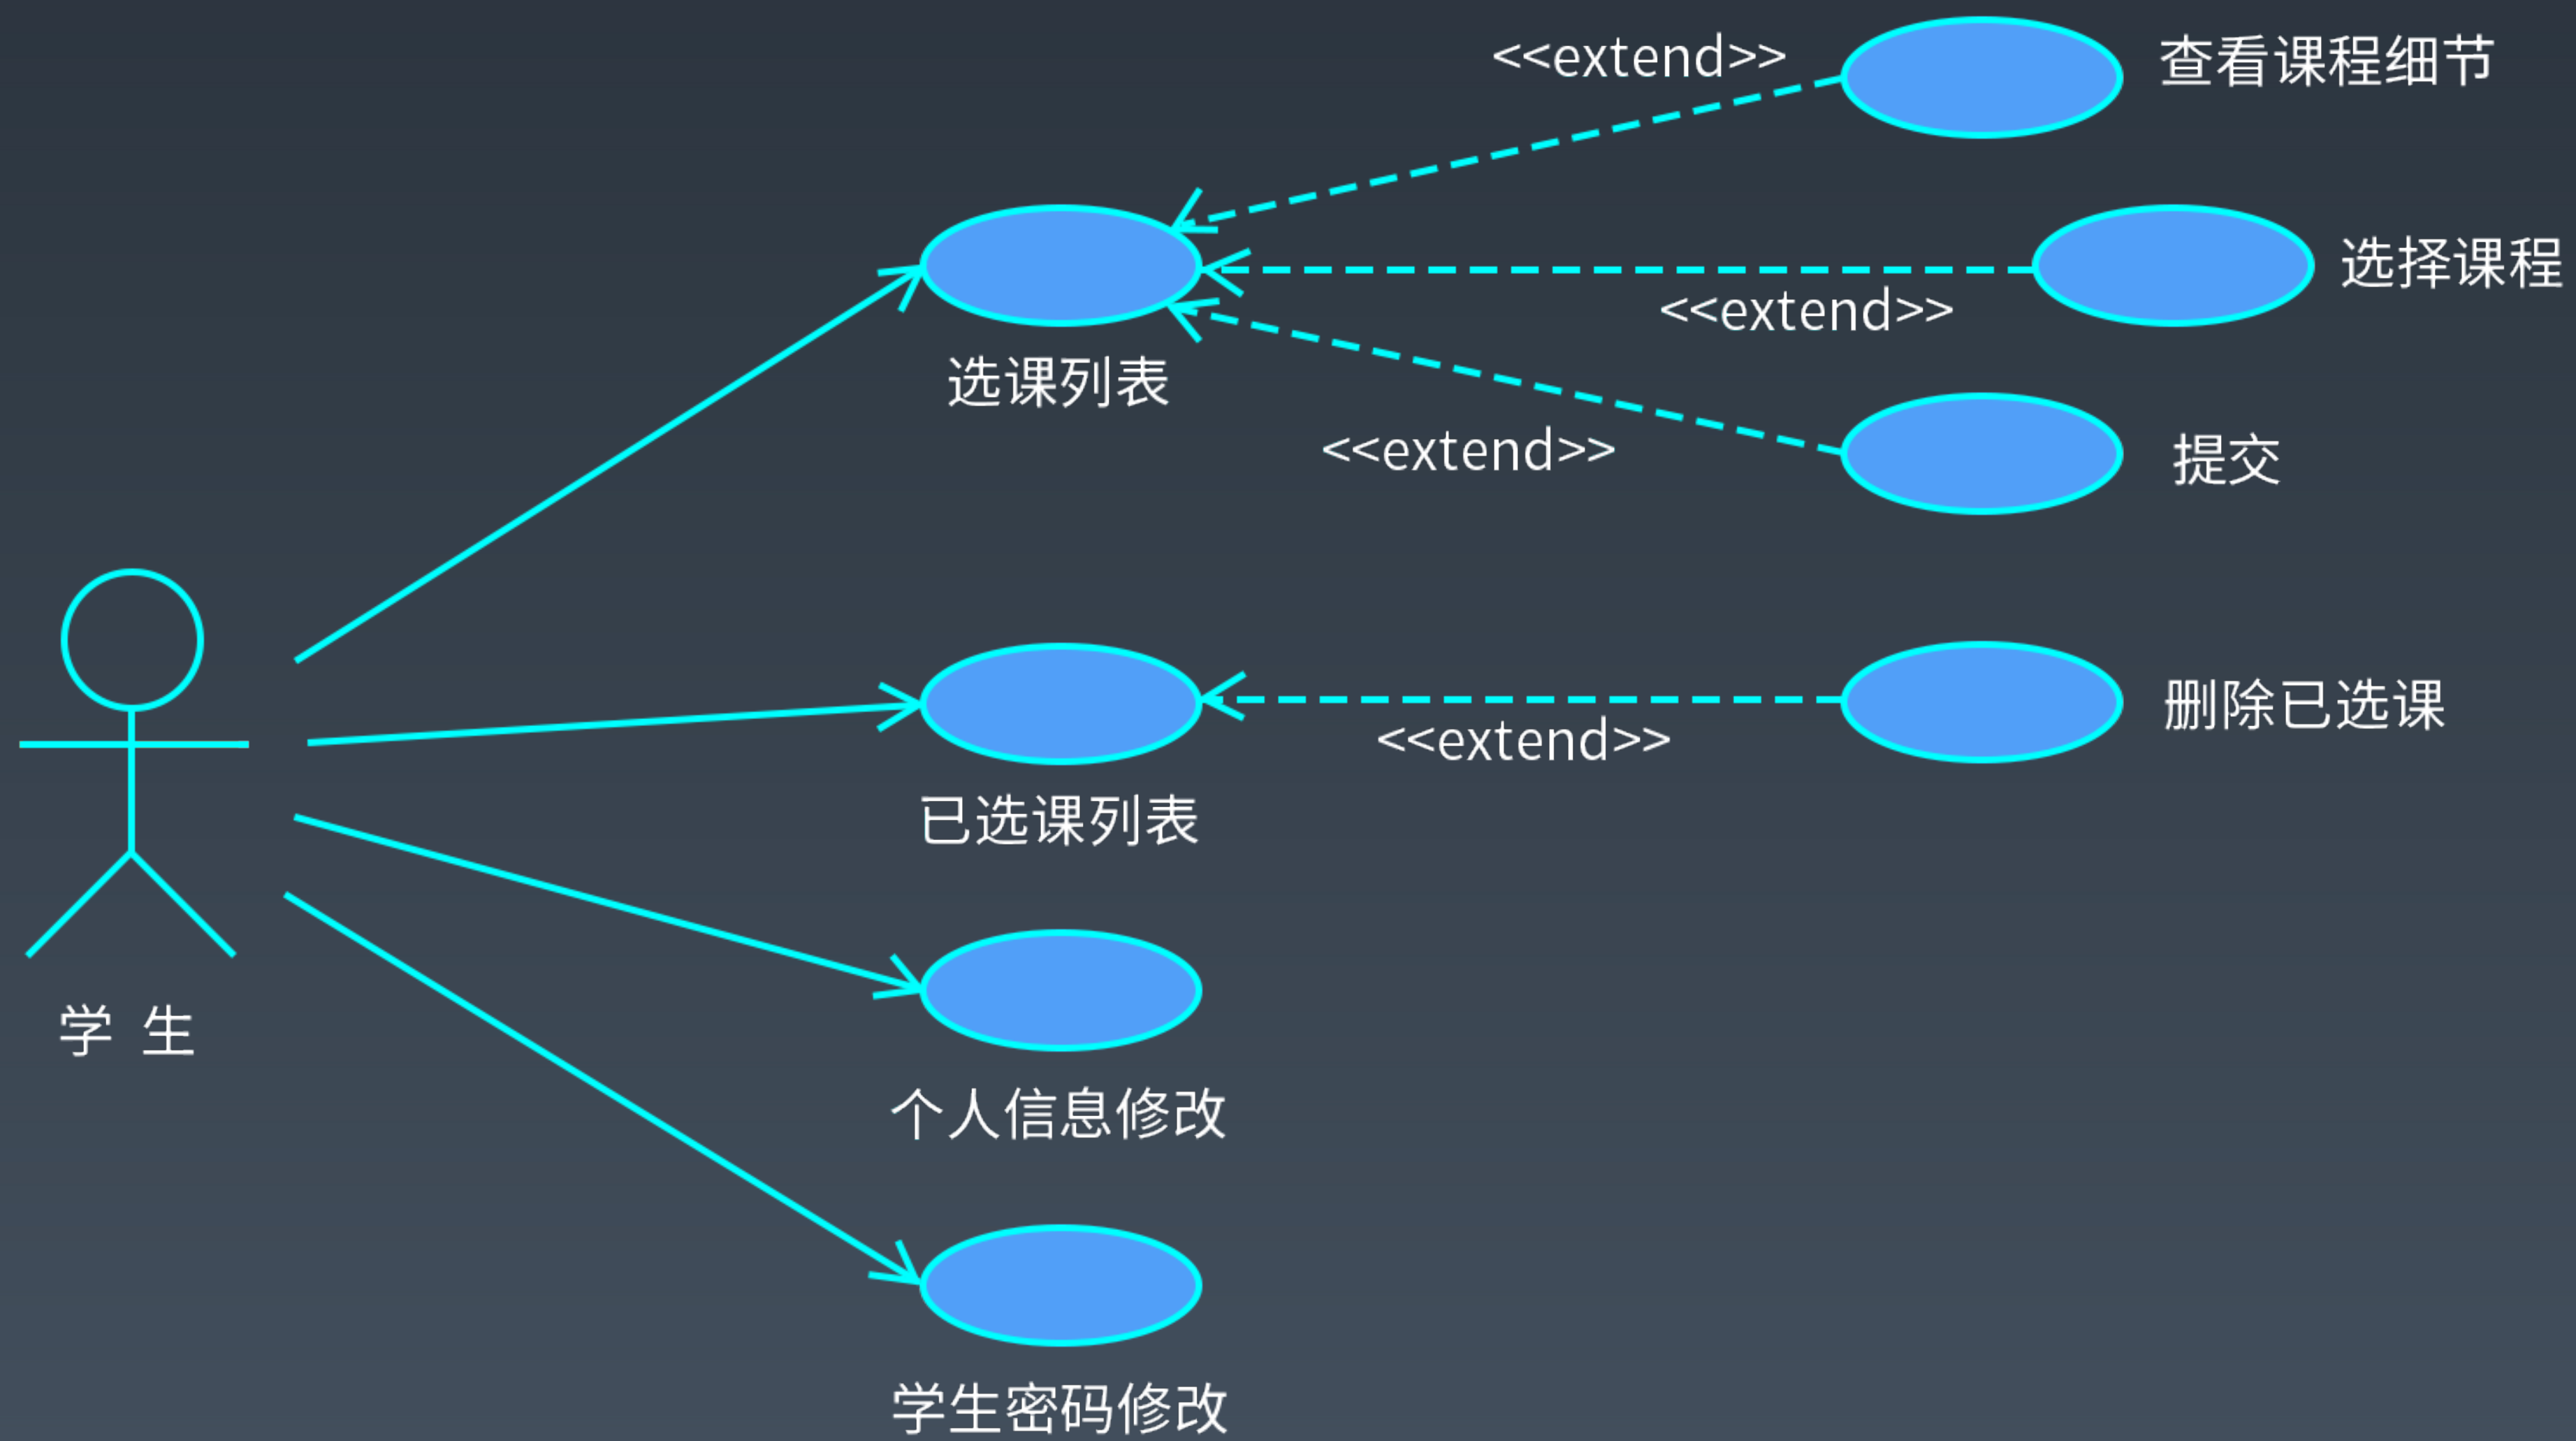 <<extend>>
查看课程细节
选择课程
<<extend>>
选课列表
<<extend>>
提交
删除已选课
<<extend>>
已选课列表
学 生
个人信息修改
学生密码修改